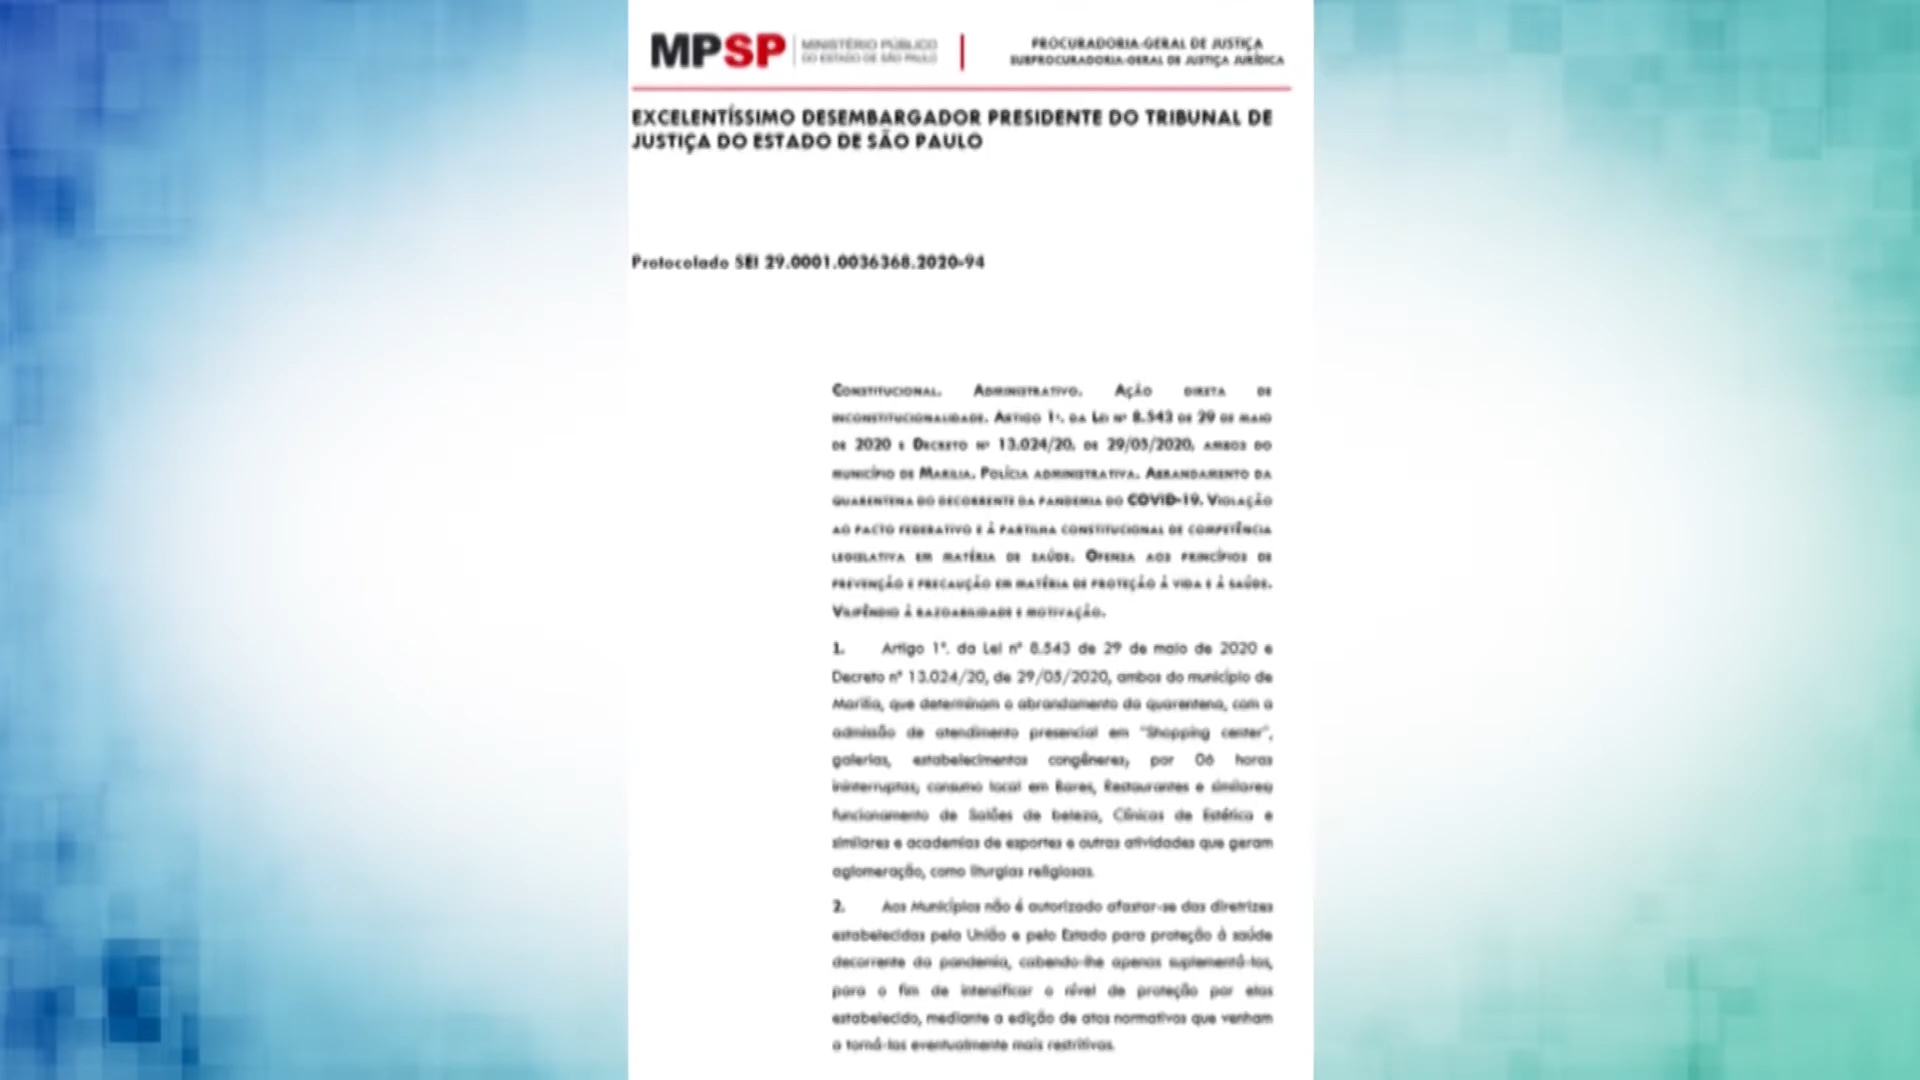 MPSP
MINISTÉRIO PÚBLICO
DO ESTADO DE SÃO PAULO
PROCURADORIA-GERAL DE JUSTIÇA
SUBPROCURADORIA-GERAL DE JUSTIÇA JURÍDICA
EXCELENTÍSSIMO DESEMBARGADOR PRESIDENTE DO TRIBUNAL DE
JUSTIÇA DO ESTADO DE SÃO PAULO
Protocolado SEI 29.0001.0036368.2020-94
CONSTITUCIONAL. ADMINISTRATIVO. AÇÃO DIRETA DE
INCONSTITUCIONALIDADE. ARTIGO 1º. DA LEI Nº 8.543 DE 29 DE MAIO
DE 2020 E DECRETO Nº 13.024/20, DE 29/05/2020, AMBOS DO
MUNICÍPIO DE MARILIA. POLÍCIA ADMINISTRATIVA. ABRANDAMENTO DA
QUARENTENA DO DECORRENTE DA PANDEMIA DO COVID-19. VIOLAÇÃO
AO PACTO FEDERATIVO E À PARTILHA CONSTITUCIONAL DE COMPETÊNCIA
LEGISLATIVA EM MATÉRIA DE SAÚDE. OFENSA AOS PRINCÍPIOS DE
PREVENÇÃO E PRECAUÇÃO EM MATÉRIA DE PROTEÇÃO À VIDA E À SAÚDE.
VILIPÊNDIO À RAZOABILIDADE E MOTIVAÇÃO.
1. Artigo 1º. da Lei nº 8.543 de 29 de maio de 2020 e
Decreto nº 13.024/20, de 29/05/2020, ambos do município de
Marília, que determinam o abrandamento da quarentena, com a
admissão de atendimento presencial em "Shopping center",
galerias, estabelecimentos congêneres, por 06 horas
ininterruptas; consumo local em Bares, Restaurantes e similares;
funcionamento de Salões de beleza, Clínicas de Estética e
similares e academias de esportes e outras atividades que geram
aglomeração, como liturgias religiosas.
2. Aos Municípios não é autorizado afastar-se das diretrizes
estabelecidas pela União e pelo Estado para proteção à saúde
decorrente da pandemia, cabendo-lhe apenas suplementá-las,
para o fim de intensificar o nível de proteção por elas
estabelecido, mediante a edição de atos normativos que venham
a torná-las eventualmente mais restritivas.